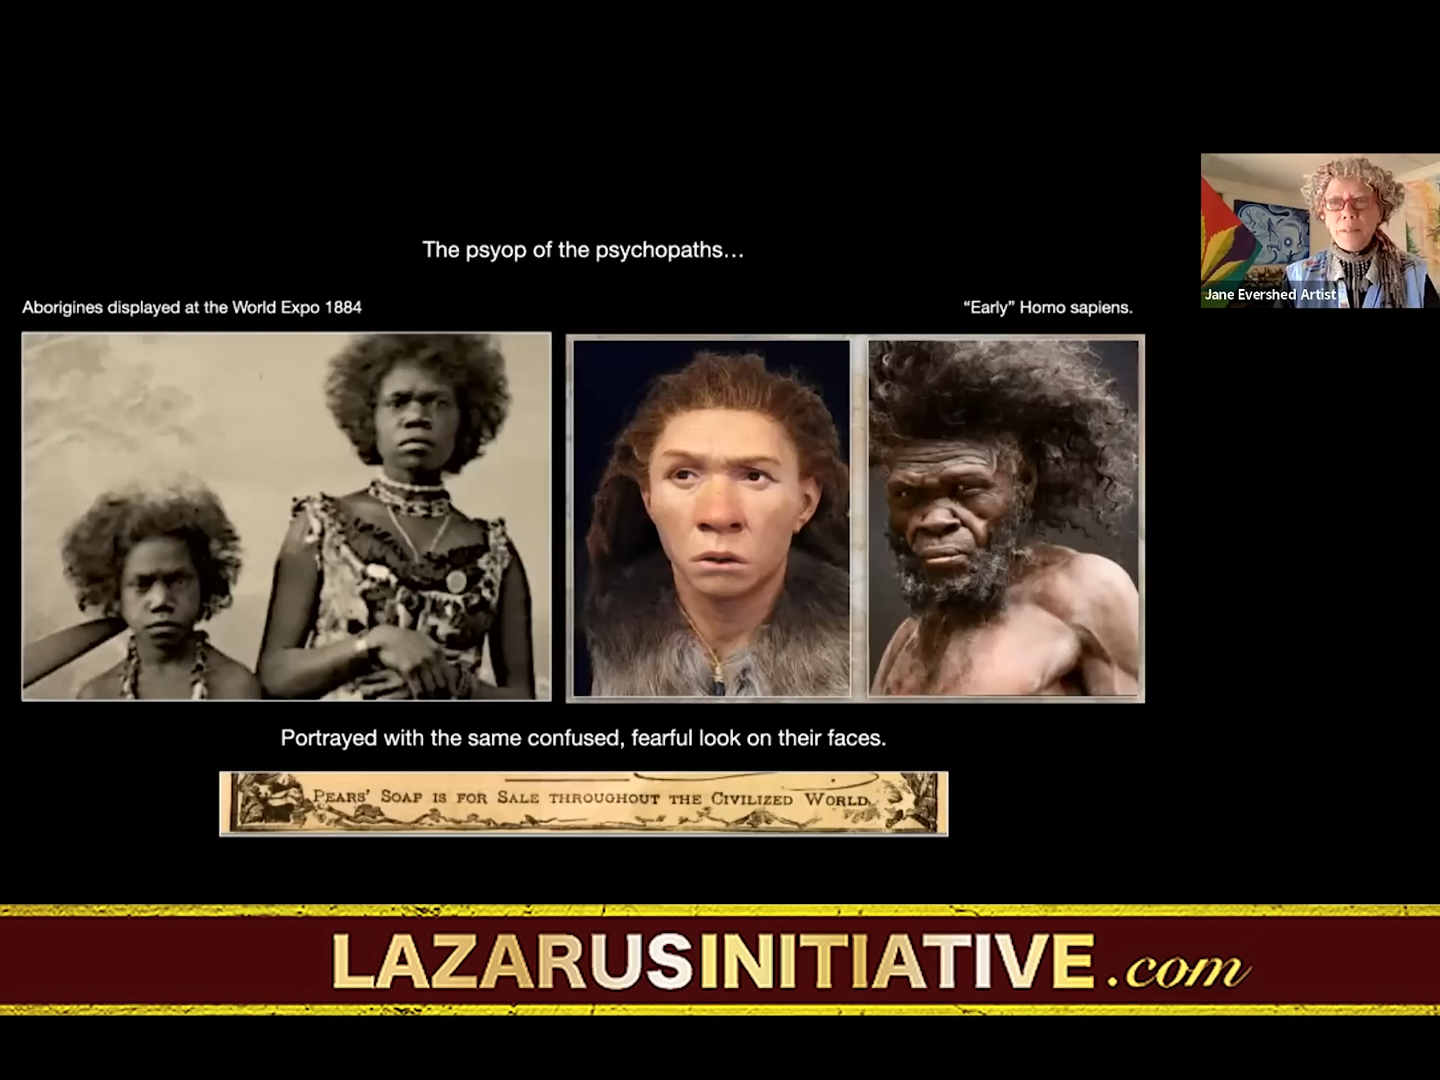 The psyop of the psychopaths…
Aborigines displayed at the World Expo 1884
“Early” Homo sapiens.
Jane Evershed Artist
Portrayed with the same confused, fearful look on their faces.
PEARS' SOAP IS FOR SALE THROUGHOUT THE CIVILIZED WORLD.
LAZARUSINITIATIVE.com